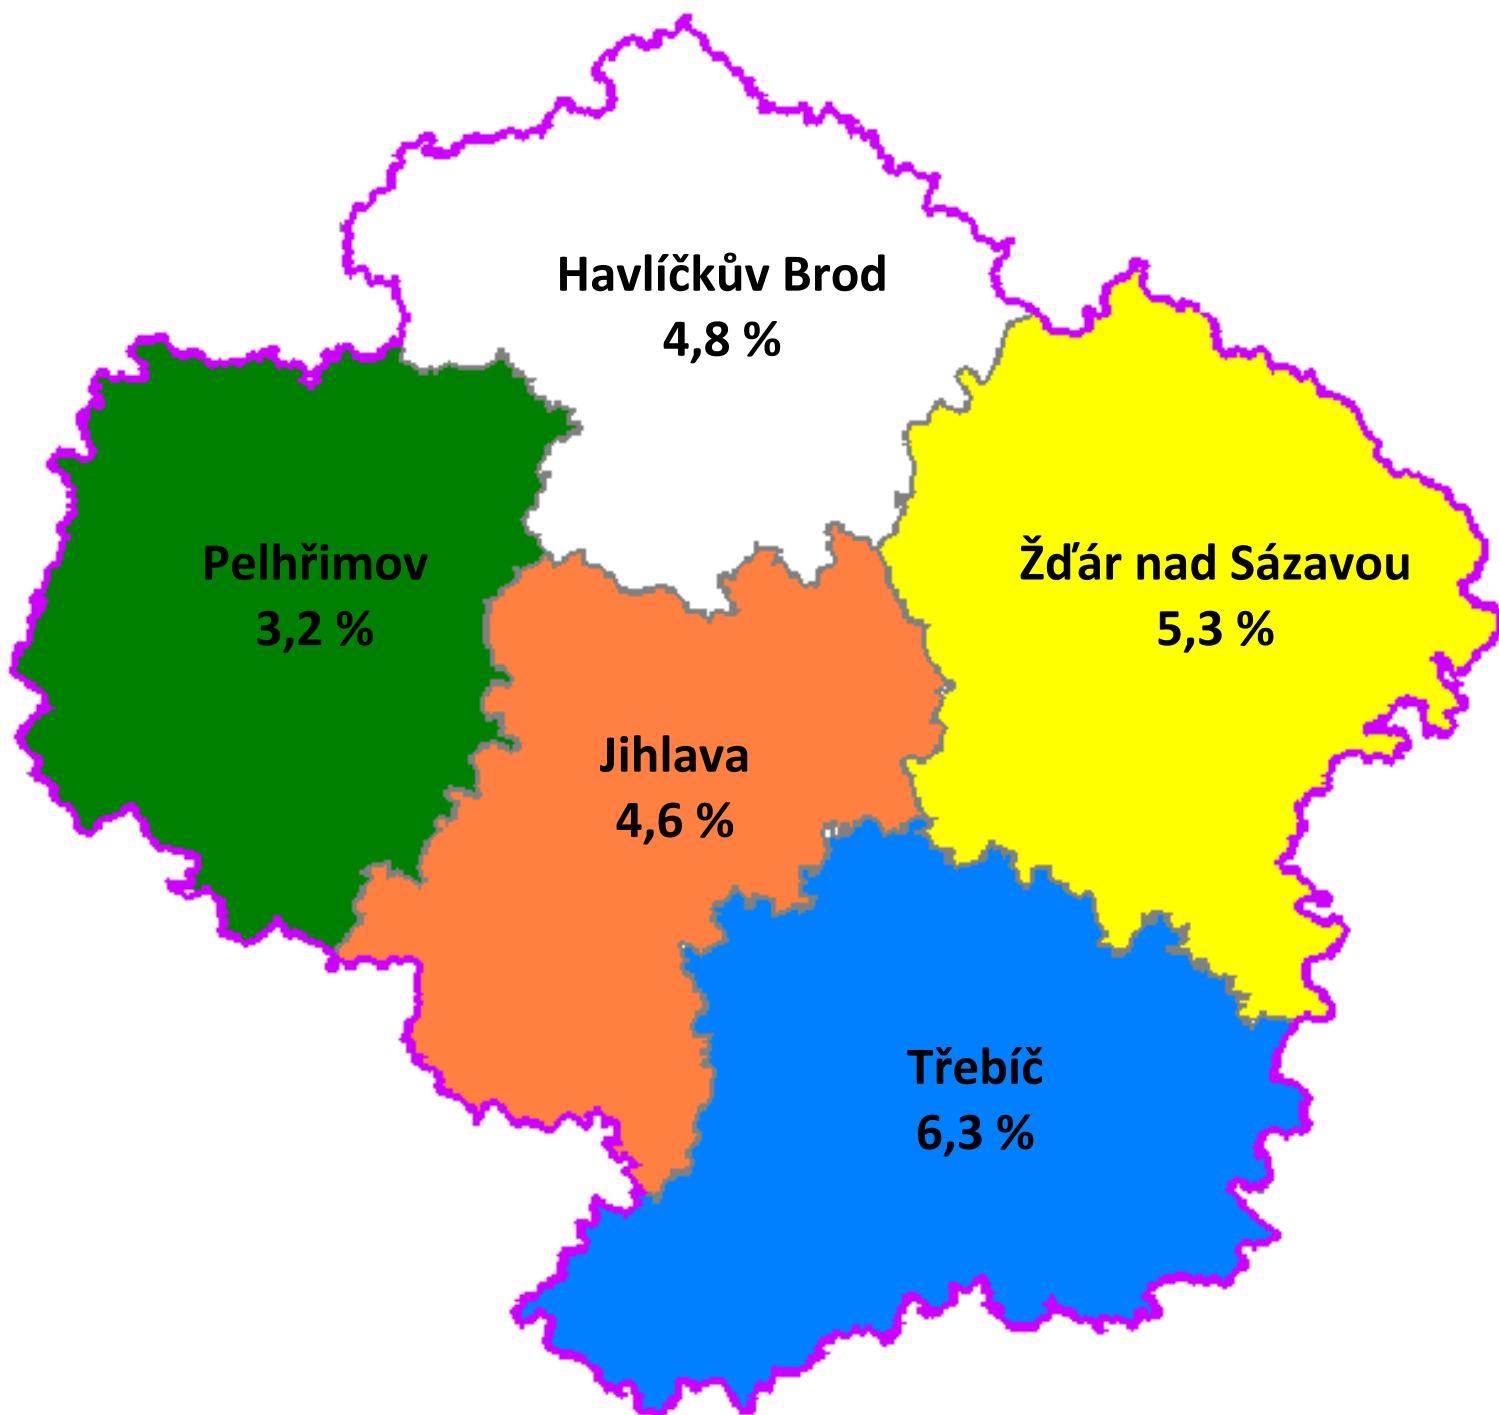 Havlíčkův Brod
4,8 %
Pelhřimov
3,2 %
Žďár nad Sázavou
5,3 %
Jihlava
4,6 %
Třebíč
6,3 %